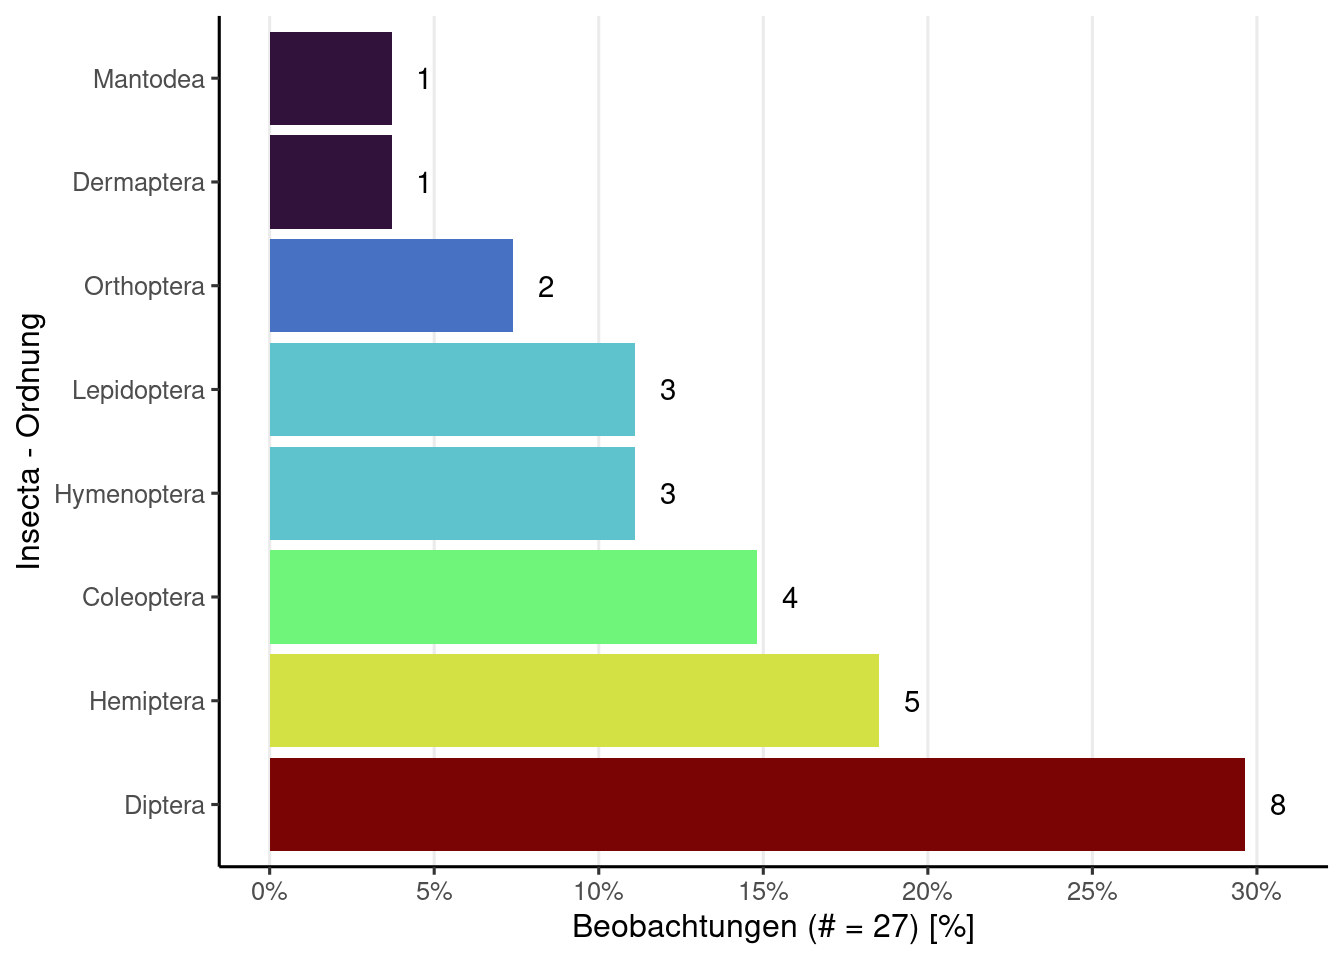 Insecta - Ordnung
Mantodea 1
Dermaptera 1
Orthoptera 2
Lepidoptera 3
Hymenoptera 3
Coleoptera 4
Hemiptera 5
Diptera 8
0% 5% 10% 15% 20% 25% 30%
Beobachtungen (# = 27) [%]